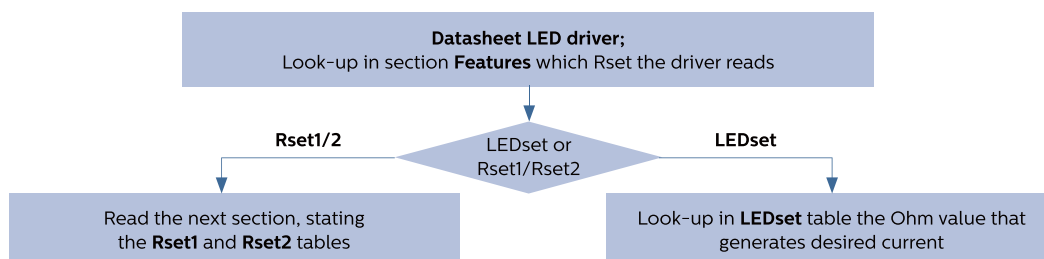 Datasheet LED driver;
Look-up in section Features which Rset the driver reads
Rset1/2
LEDset or
Rset1/Rset2
LEDset
Read the next section, stating
the Rset1 and Rset2 tables
Look-up in LEDset table the Ohm value that
generates desired current